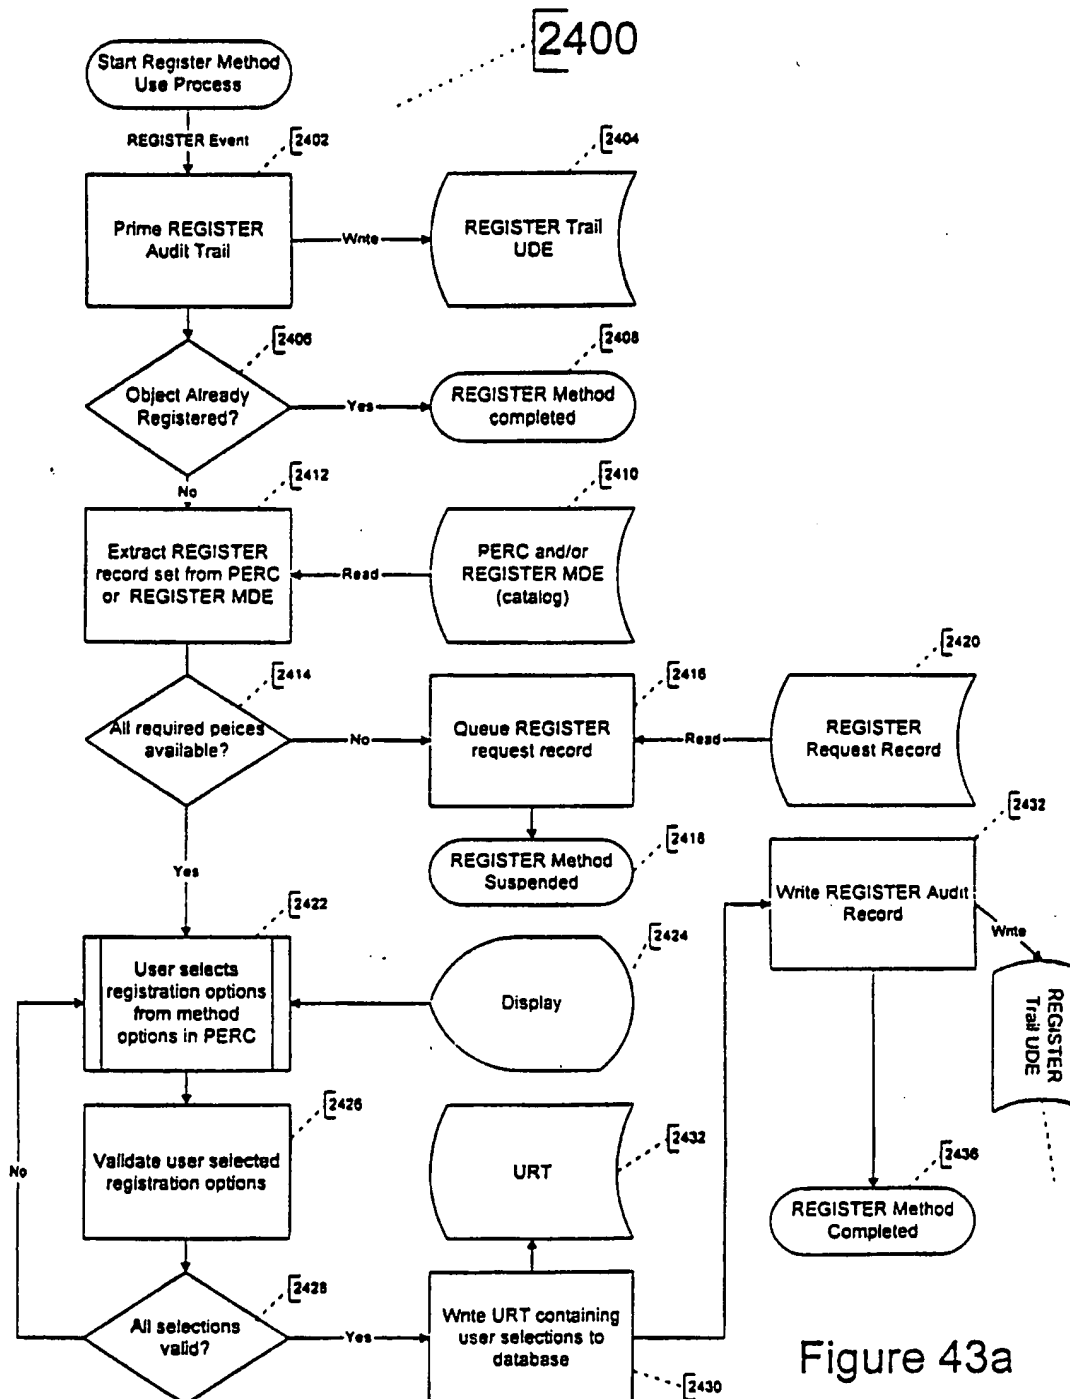 2400
Start Register Method
Use Process
REGISTER Event
2402
2404
Prime REGISTER
Audit Trail
Write
REGISTER Trail
UDE
2406
2408
Object Already
Registered?
Yes
REGISTER Method
completed
No
2412
2410
Extract REGISTER
record set from PERC
or REGISTER MDE
Read
PERC and/or
REGISTER MDE
(catalog)
2414
2416
2420
All required peices
available?
No
Queue REGISTER
request record
Read
REGISTER
Request Record
2418
REGISTER Method
Suspended
2432
Write REGISTER Audit
Record
Write
REGISTER
Trail UDE
Yes
2422
2424
User selects
registration options
from method
options in PERC
Display
2426
2432
No
Validate user selected
registration options
URT
2436
REGISTER Method
Completed
2428
All selections
valid?
Yes
Write URT containing
user selections to
database
2430
Figure 43a